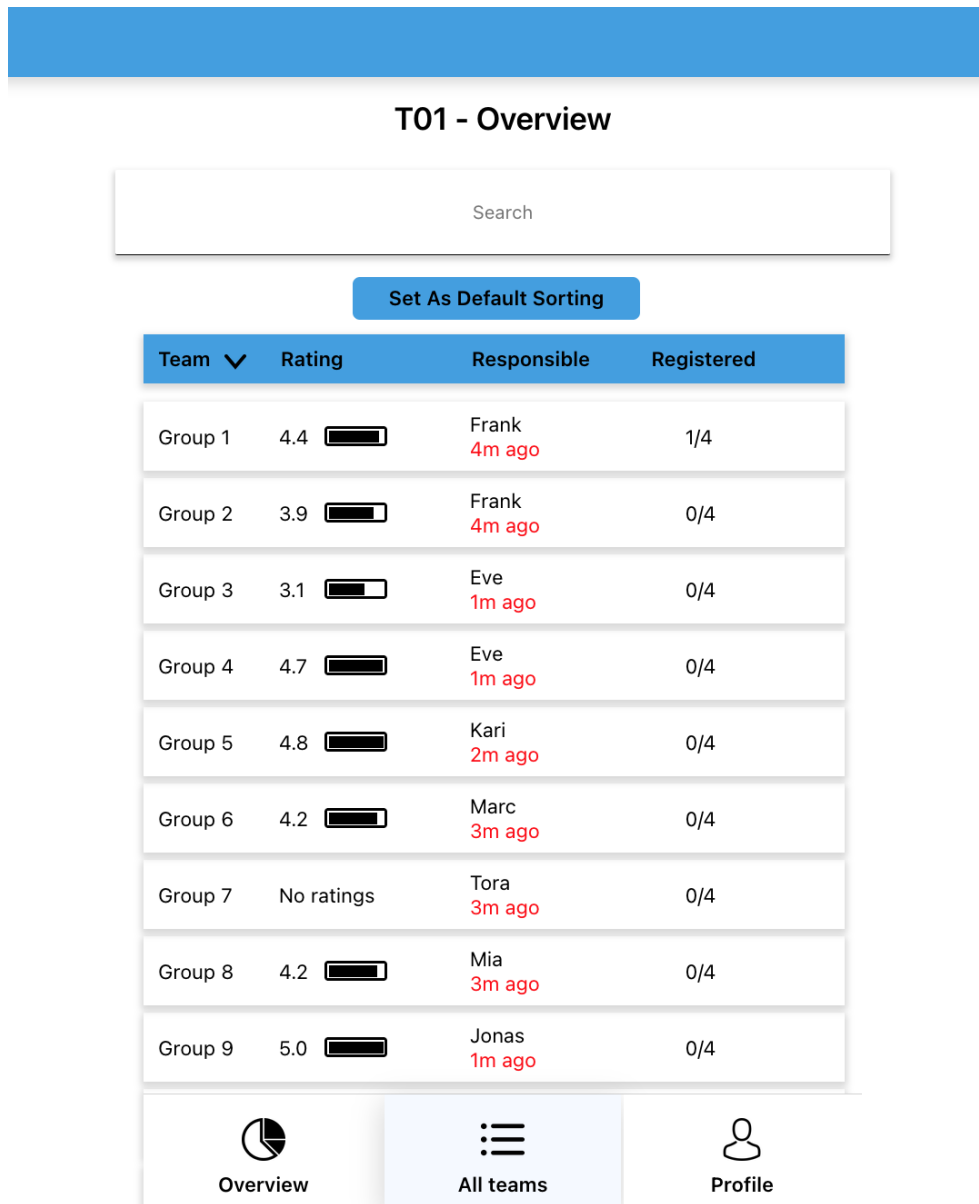 T01 - Overview
Search
Set As Default Sorting
Team Rating Responsible Registered
Group 1 4.4 Frank 1/4
4m ago
Group 2 3.9 Frank 0/4
4m ago
Group 3 3.1 Eve 0/4
1m ago
Group 4 4.7 Eve 0/4
1m ago
Group 5 4.8 Kari 0/4
2m ago
Group 6 4.2 Marc 0/4
3m ago
Group 7 No ratings Tora 0/4
3m ago
Group 8 4.2 Mia 0/4
3m ago
Group 9 5.0 Jonas 0/4
1m ago
Overview All teams Profile